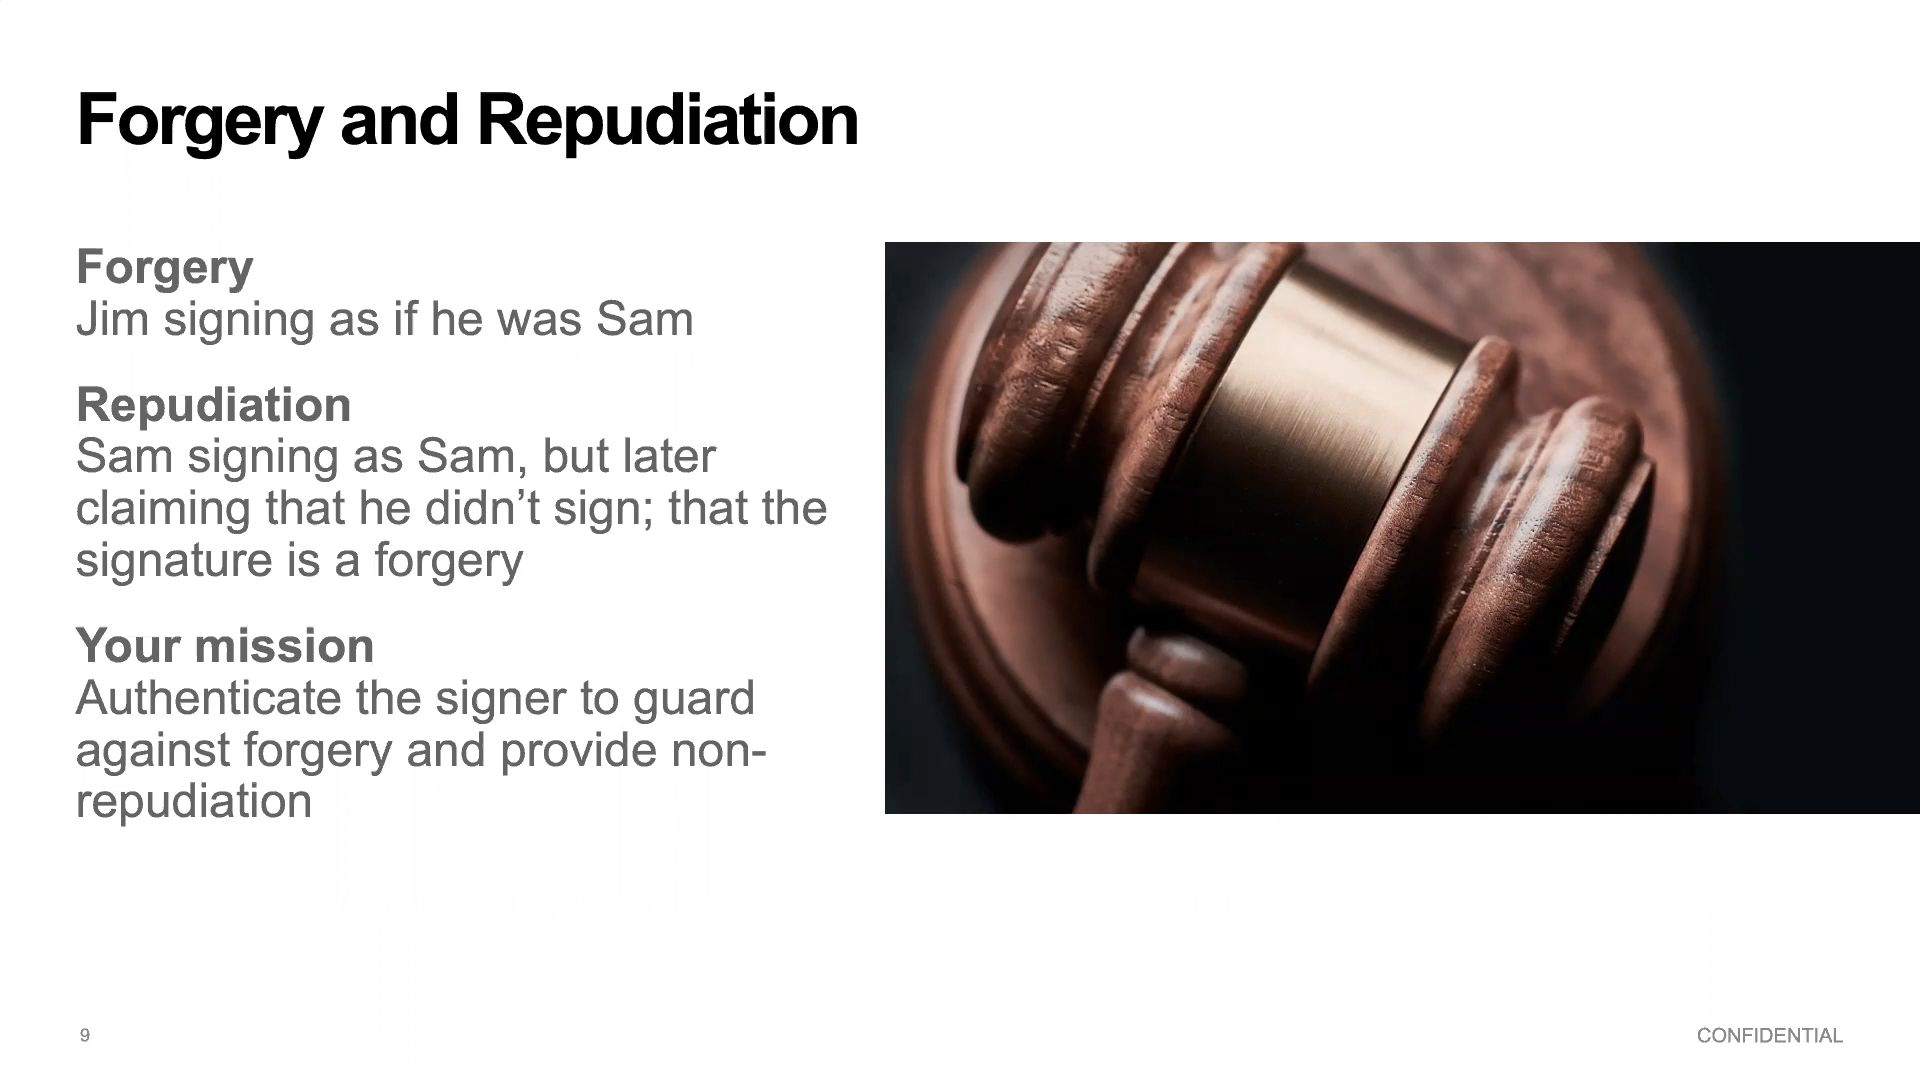 Forgery and Repudiation
Forgery
Jim signing as if he was Sam
Repudiation
Sam signing as Sam, but later
claiming that he didn’t sign; that the
signature is a forgery
Your mission
Authenticate the signer to guard
against forgery and provide non-
repudiation
9
CONFIDENTIAL